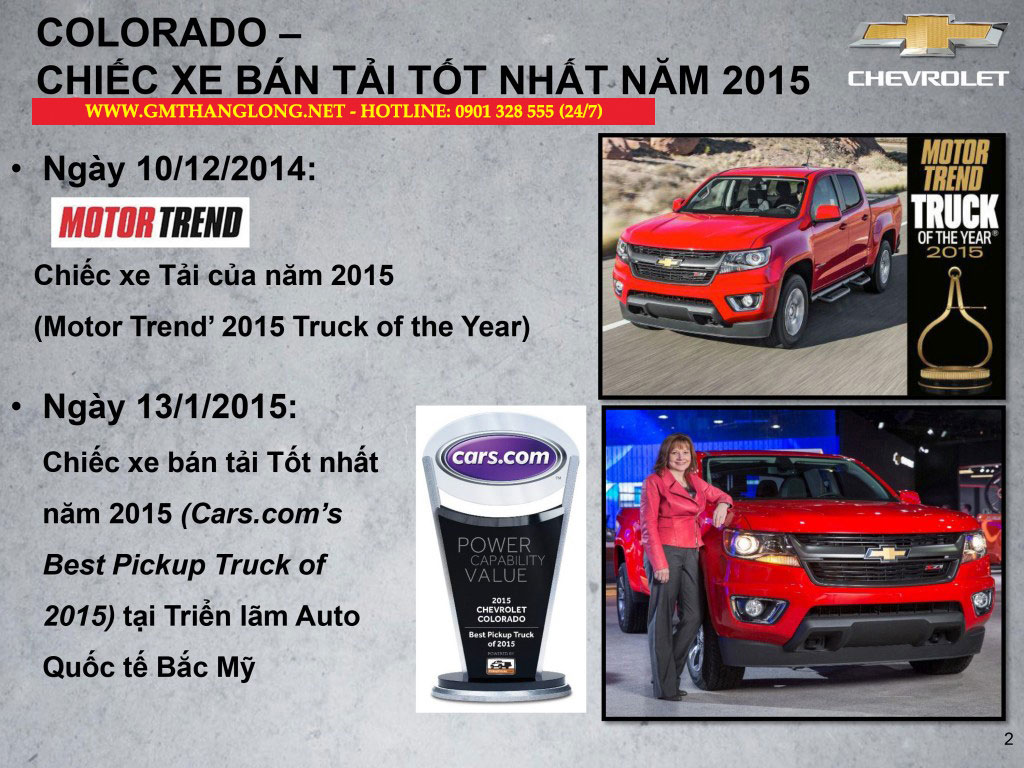 COLORADO –
CHIẾC XE BÁN TẢI TỐT NHẤT NĂM 2015
CHEVROLET
WWW.GMTHANGLONG.NET - HOTLINE: 0901 328 555 (24/7)
• Ngày 10/12/2014:
MOTOR TREND
Chiếc xe Tải của năm 2015
(Motor Trend’ 2015 Truck of the Year)
MOTOR
TREND
TRUCK
OF THE YEAR®
2015
• Ngày 13/1/2015:
Chiếc xe bán tải Tốt nhất
năm 2015 (Cars.com’s
Best Pickup Truck of
2015) tại Triển lãm Auto
Quốc tế Bắc Mỹ
cars.com™
POWER
CAPABILITY
VALUE
2015
CHEVROLET
COLORADO
Best Pickup Truck
of 2015
POWERED BY
Z71
2